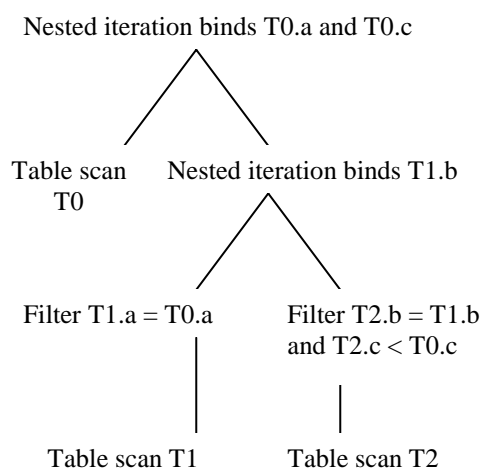 Nested iteration binds T0.a and T0.c
Table scan
T0
Nested iteration binds T1.b
Filter T1.a = T0.a
Filter T2.b = T1.b
and T2.c < T0.c
Table scan T1
Table scan T2